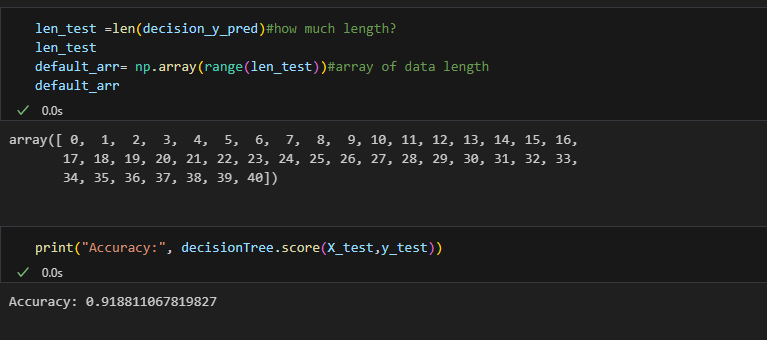 len_test =len(decision_y_pred)#how much length?
len_test
default_arr= np.array(range(len_test))#array of data length
default_arr
0.0s
array([ 0,  1,  2,  3,  4,  5,  6,  7,  8,  9, 10, 11, 12, 13, 14, 15, 16,
       17, 18, 19, 20, 21, 22, 23, 24, 25, 26, 27, 28, 29, 30, 31, 32, 33,
       34, 35, 36, 37, 38, 39, 40])
print("Accuracy:", decisionTree.score(X_test,y_test))
0.0s
Accuracy: 0.918811067819827